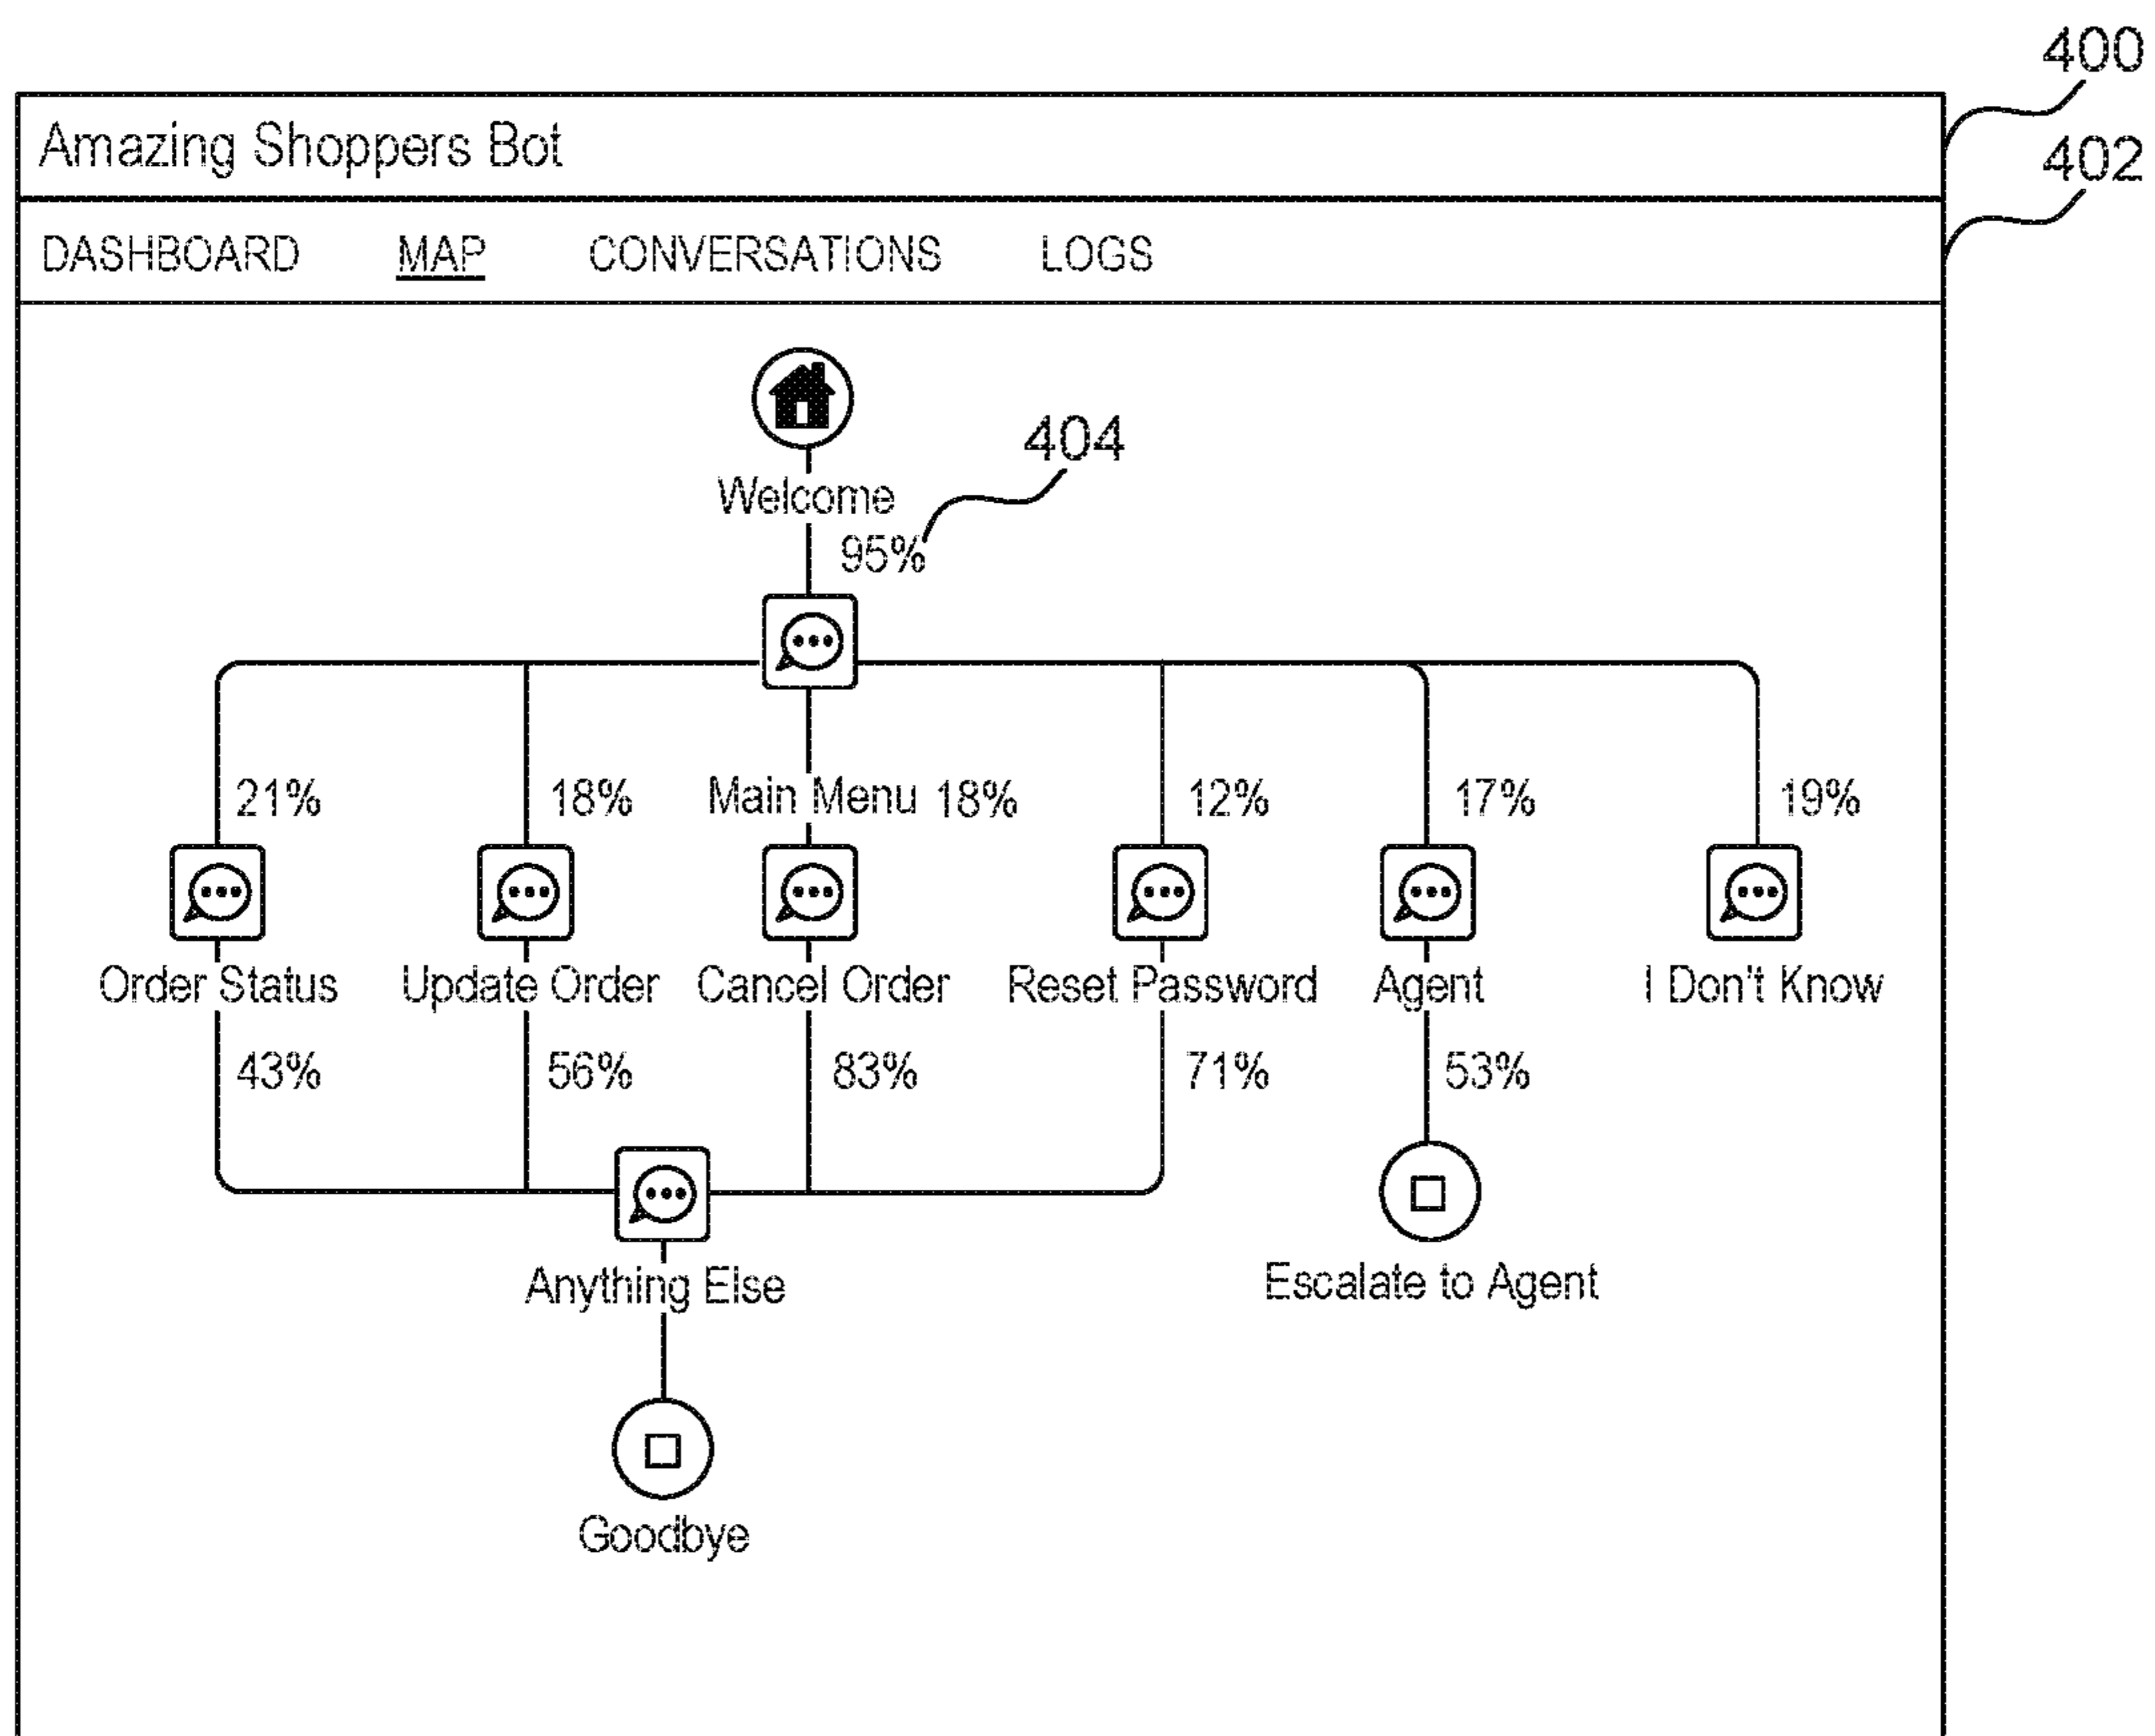 400
Amazing Shoppers Bot
402
DASHBOARD MAP CONVERSATIONS LOGS
404
Welcome
95%
21% 18% Main Menu 18% 12% 17% 19%
Order Status Update Order Cancel Order Reset Password Agent I Don't Know
43% 56% 83% 71% 53%
Anything Else Escalate to Agent
Goodbye